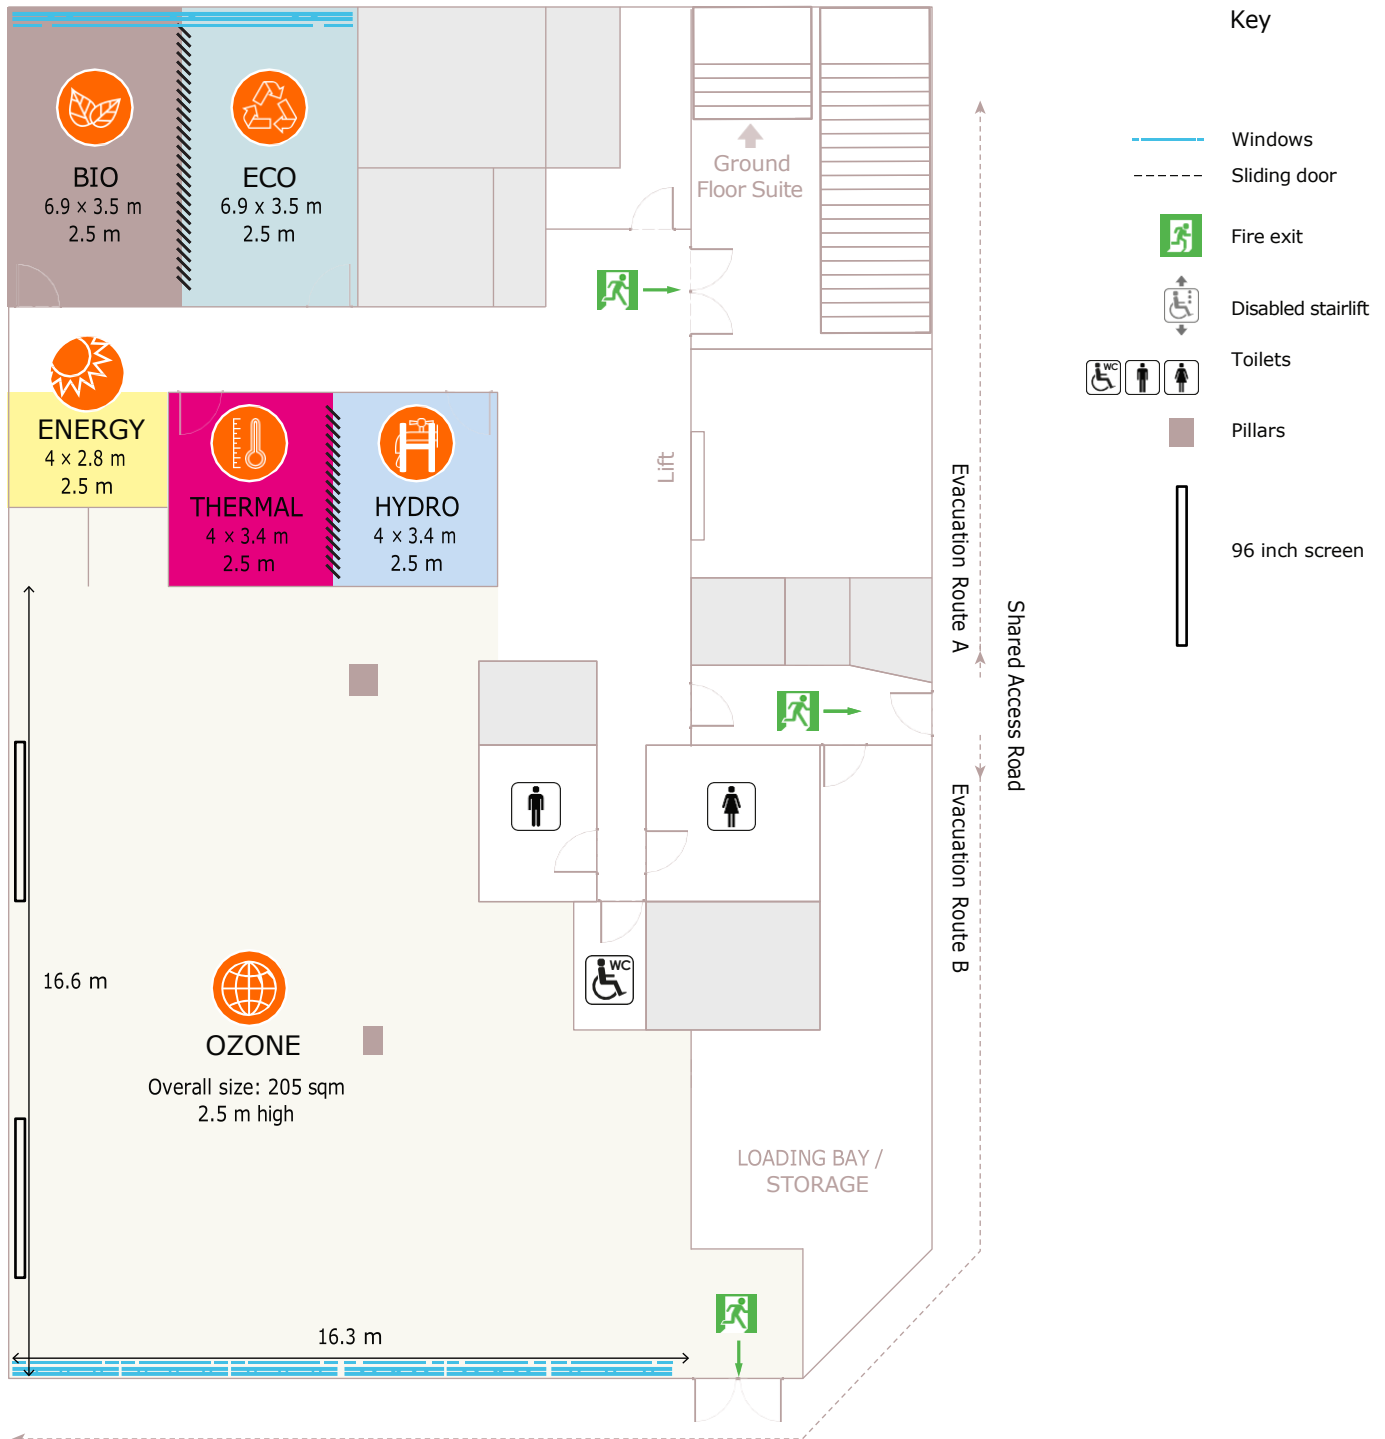 Key
Windows
Sliding door
Fire exit
Disabled stairlift
Toilets
WC
Pillars
96 inch screen
BIO
6.9 × 3.5 m
2.5 m
ECO
6.9 x 3.5 m
2.5 m
Ground
Floor Suite
ENERGY
4 × 2.8 m
2.5 m
THERMAL
4 × 3.4 m
2.5 m
HYDRO
4 × 3.4 m
2.5 m
Lift
Evacuation Route A
Shared Access Road
Evacuation Route B
WC
16.6 m
OZONE
Overall size: 205 sqm
2.5 m high
LOADING BAY /
STORAGE
16.3 m